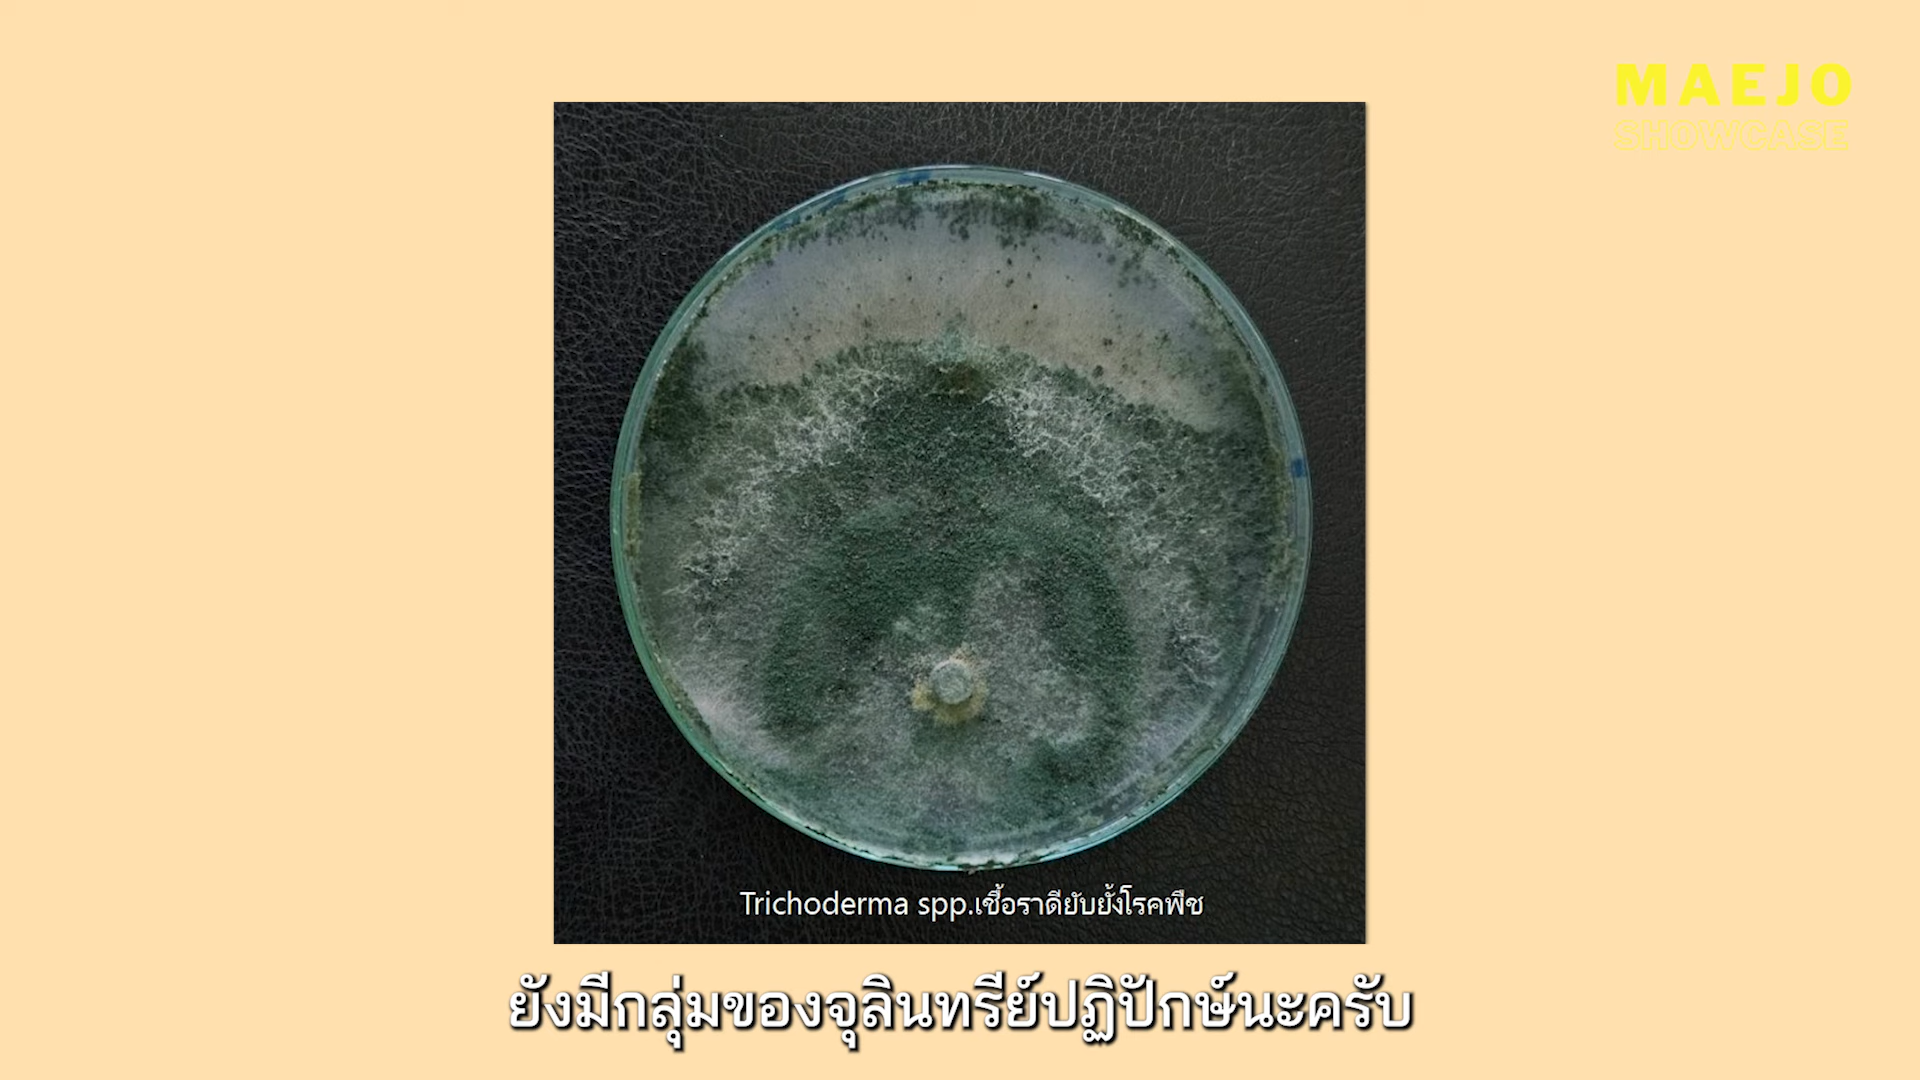 MAEJO
SHOWCASE
Trichoderma spp.เชื้อราดียับยั้งโรคพืช
ยังมีกลุ่มของจุลินทรีย์ปฏิปักษ์นะครับ